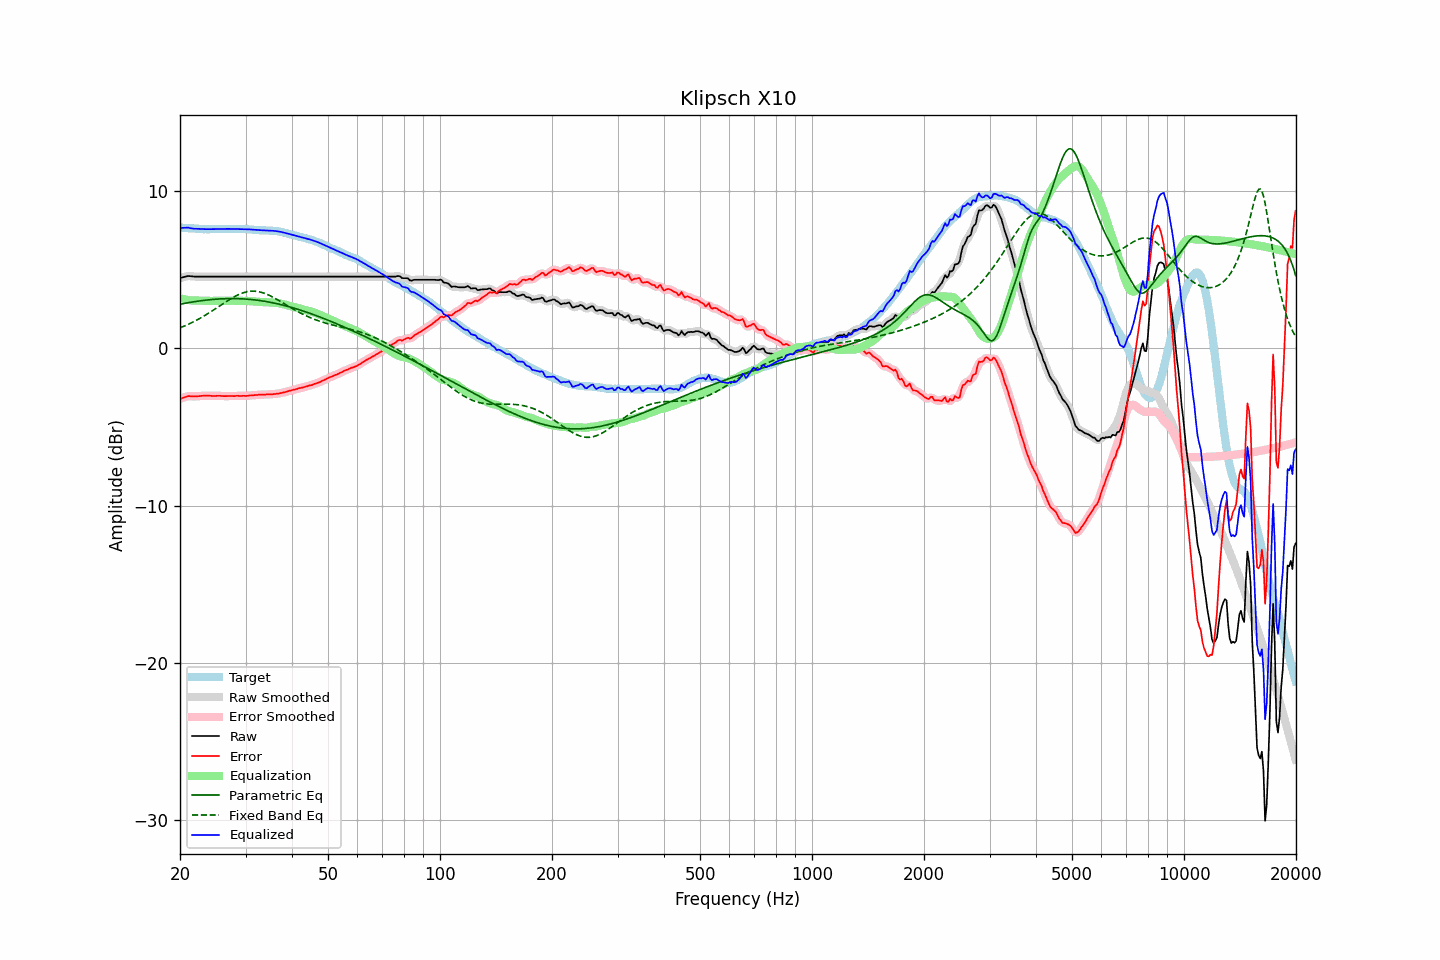 Klipsch X10
Amplitude (dBr)
10
0
−10
−20
−30
Target
Raw Smoothed
Error Smoothed
Raw
Error
Equalization
Parametric Eq
Fixed Band Eq
Equalized
20 50 100 200 500 1000 2000 5000 10000 20000
Frequency (Hz)